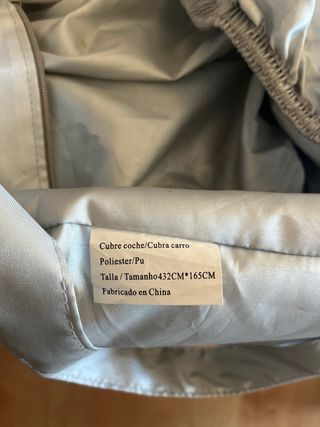 Cubre coche/Cubra carro
Poliester/Pu
Talla / Tamanho432CM*165CM
Fabricado en China